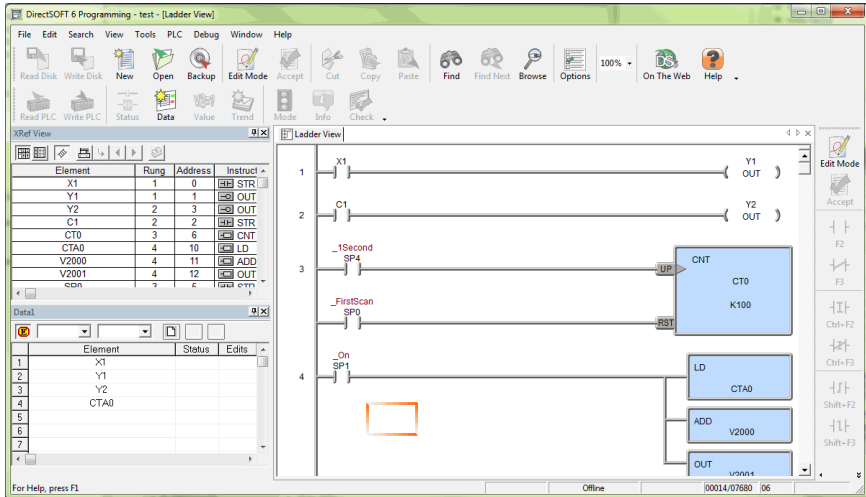 DirectSOFT 6 Programming - test - [Ladder View]
File Edit Search View Tools PLC Debug Window Help
Read Disk Write Disk New Open Backup Edit Mode Accept Cut Copy Paste Find Find Next Browse Options 100% On The Web Help
Read PLC Write PLC Status Data Value Trend Mode Info Check
XRef View
Element Rung Address Instruct
X1 1 0 STR
Y1 1 1 OUT
Y2 2 3 OUT
C1 2 2 STR
CT0 3 6 CNT
CTA0 4 10 LD
V2000 4 11 ADD
V2001 4 12 OUT
SP0 3 5 STR
Data1
Element Status Edits
1 X1
2 Y1
3 Y2
4 CTA0
5
6
7
Ladder View
1 X1 Y1 OUT
2 C1 Y2 OUT
3 _1Second SP4 UP CNT
CT0
K100
_FirstScan SP0 RST
4 _On SP1 LD
CTA0
ADD
V2000
OUT
V2001
Edit Mode
Accept
F2
F3
Ctrl+F2
Ctrl+F3
Shift+F2
Shift+F3
For Help, press F1 Offline 00014/07680 06